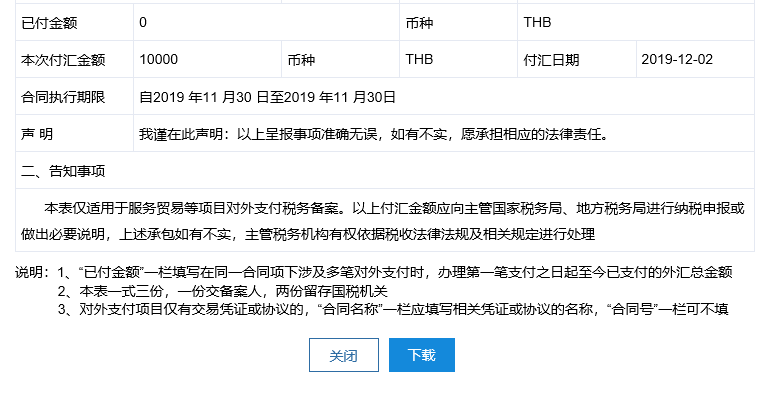 已付金额 0 币种 THB
本次付汇金额 10000 币种 THB 付汇日期 2019-12-02
合同执行期限 自2019 年11 月30 日至2019 年11 月30日
声 明 我谨在此声明：以上呈报事项准确无误，如有不实，愿承担相应的法律责任。
二、告知事项
本表仅适用于服务贸易等项目对外支付税务备案。以上付汇金额应向主管国家税务局、地方税务局进行纳税申报或
做出必要说明，上述承包如有不实，主管税务机构有权依据税收法律法规及相关规定进行处理
说明：1、“已付金额”一栏填写在同一合同项下涉及多笔对外支付时，办理第一笔支付之日起至今已支付的外汇总金额
2、本表一式三份，一份交备案人，两份留存国税机关
3、对外支付项目仅有交易凭证或协议的，“合同名称”一栏应填写相关凭证或协议的名称，“合同号”一栏可不填
关闭 下载